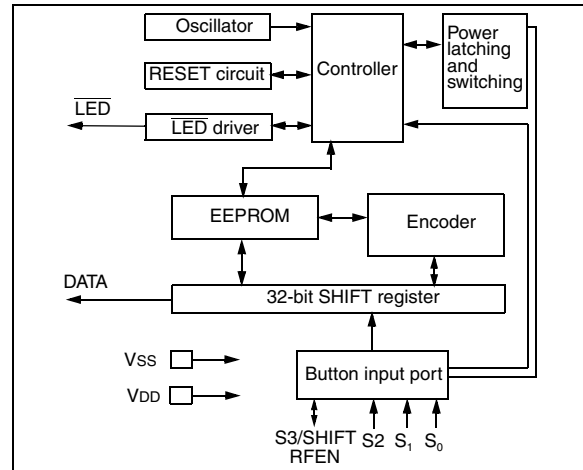 Oscillator
RESET circuit
Controller
Power
latching
and
switching
LED
LED driver
EEPROM
Encoder
DATA
32-bit SHIFT register
VSS
VDD
Button input port
S3/SHIFT
RFEN
S2
S₁
S₀